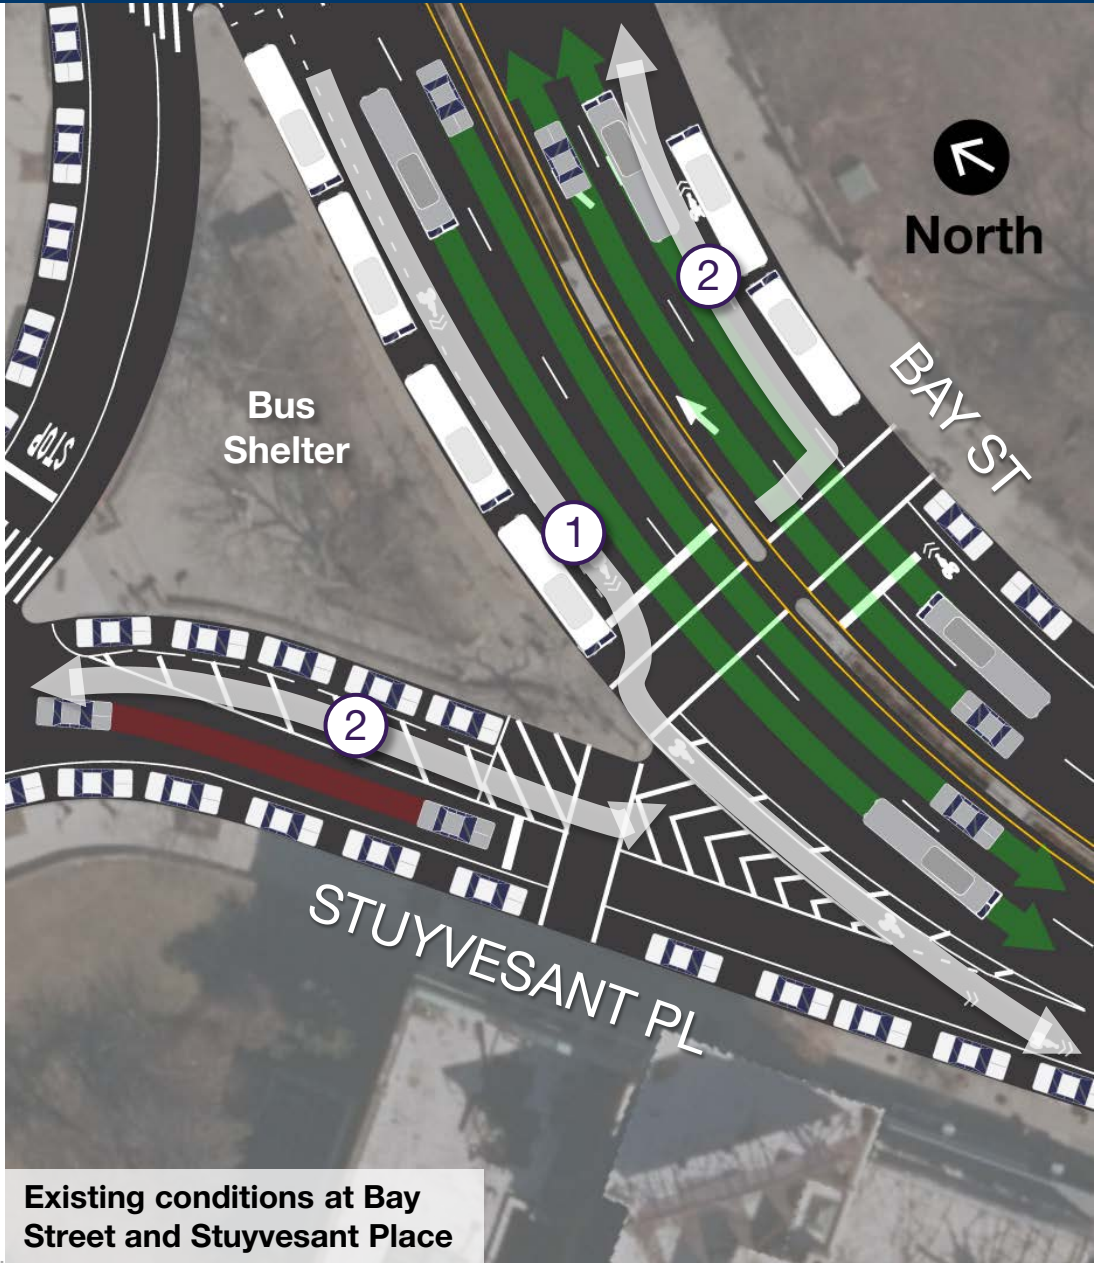 North
2
BAY ST
Bus
Shelter
STOP
1
2
STUYVESANT PL
Existing conditions at Bay
Street and Stuyvesant Place